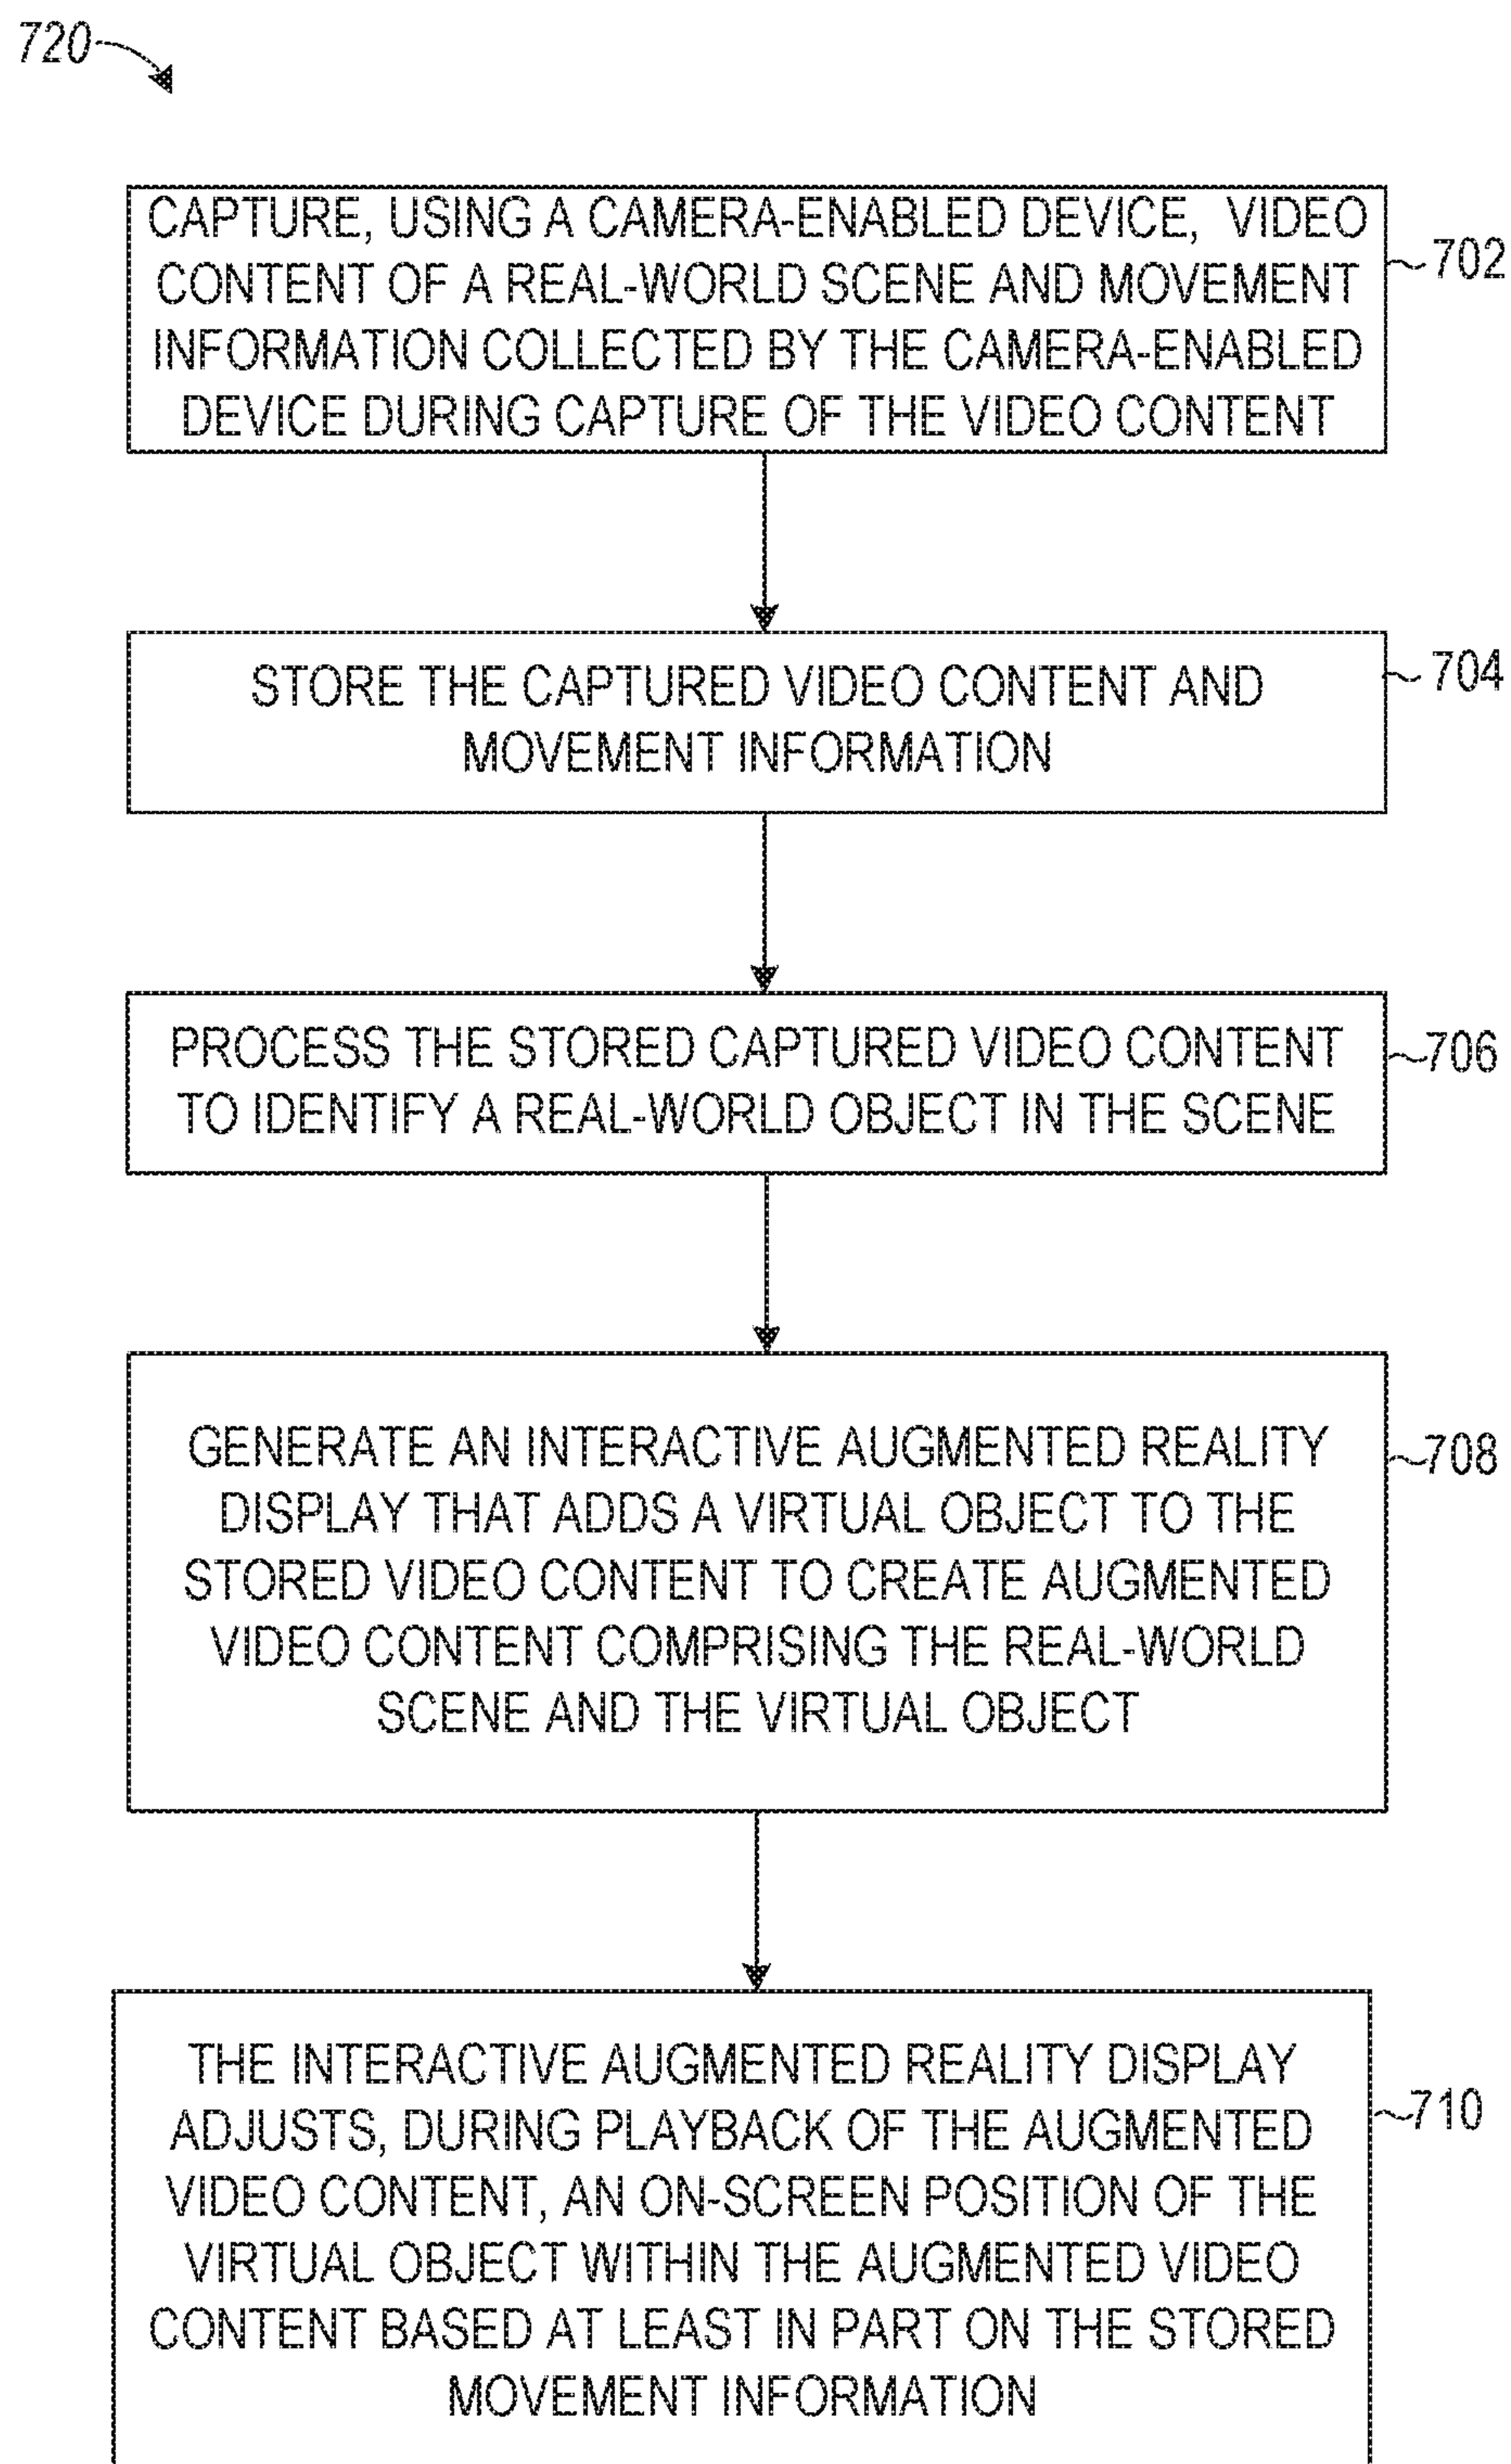 720
CAPTURE, USING A CAMERA-ENABLED DEVICE, VIDEO
CONTENT OF A REAL-WORLD SCENE AND MOVEMENT
INFORMATION COLLECTED BY THE CAMERA-ENABLED
DEVICE DURING CAPTURE OF THE VIDEO CONTENT
702
STORE THE CAPTURED VIDEO CONTENT AND
MOVEMENT INFORMATION
704
PROCESS THE STORED CAPTURED VIDEO CONTENT
TO IDENTIFY A REAL-WORLD OBJECT IN THE SCENE
706
GENERATE AN INTERACTIVE AUGMENTED REALITY
DISPLAY THAT ADDS A VIRTUAL OBJECT TO THE
STORED VIDEO CONTENT TO CREATE AUGMENTED
VIDEO CONTENT COMPRISING THE REAL-WORLD
SCENE AND THE VIRTUAL OBJECT
708
THE INTERACTIVE AUGMENTED REALITY DISPLAY
ADJUSTS, DURING PLAYBACK OF THE AUGMENTED
VIDEO CONTENT, AN ON-SCREEN POSITION OF THE
VIRTUAL OBJECT WITHIN THE AUGMENTED VIDEO
CONTENT BASED AT LEAST IN PART ON THE STORED
MOVEMENT INFORMATION
710